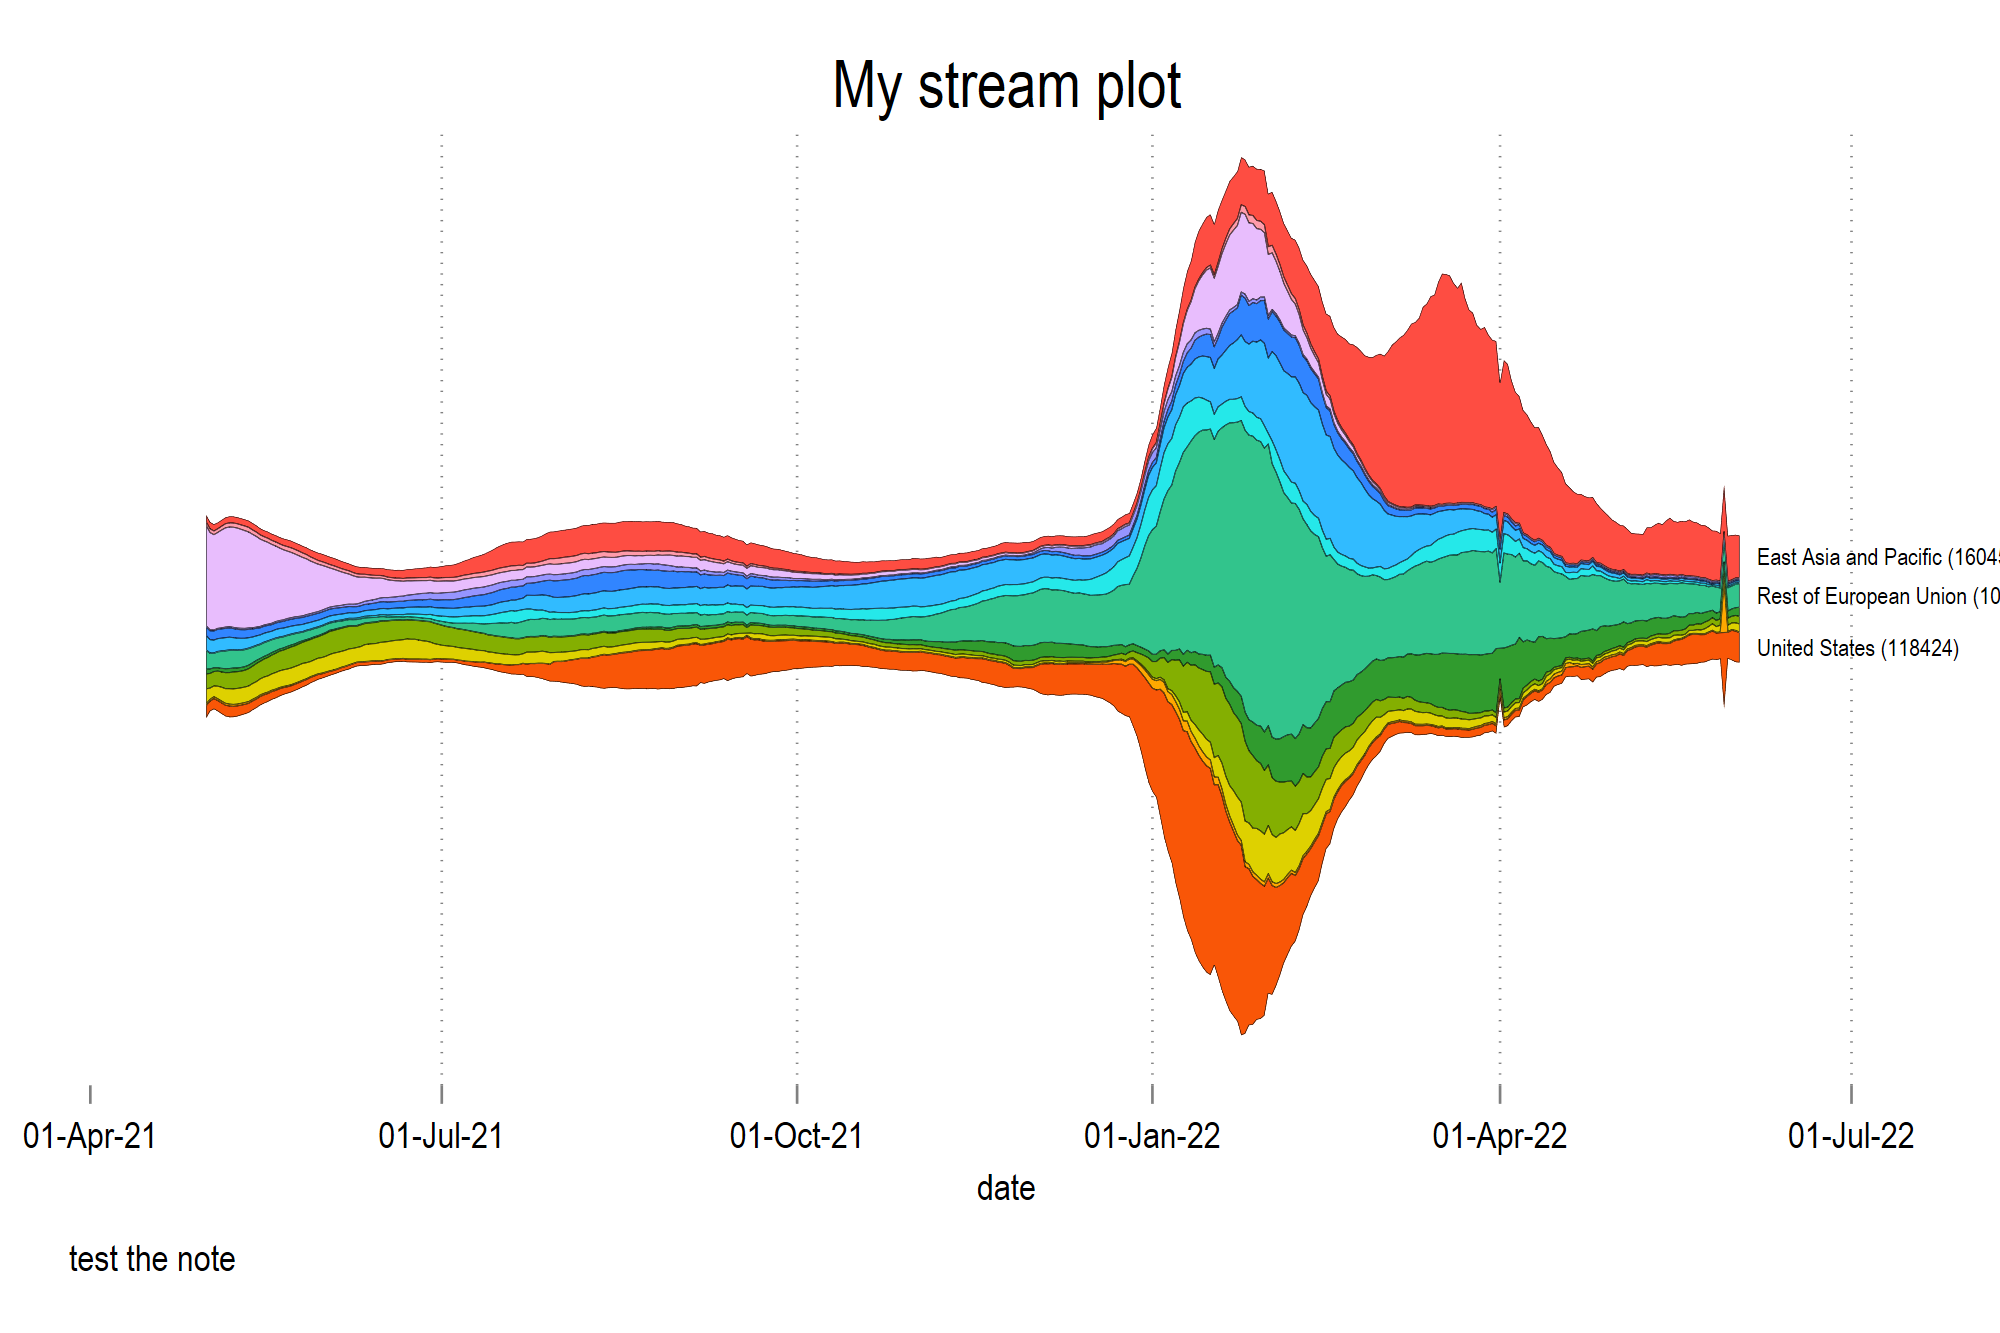 My stream plot
East Asia and Pacific (1604
Rest of European Union (10
United States (118424)
01-Apr-21
01-Jul-21
01-Oct-21
01-Jan-22
01-Apr-22
01-Jul-22
date
test the note